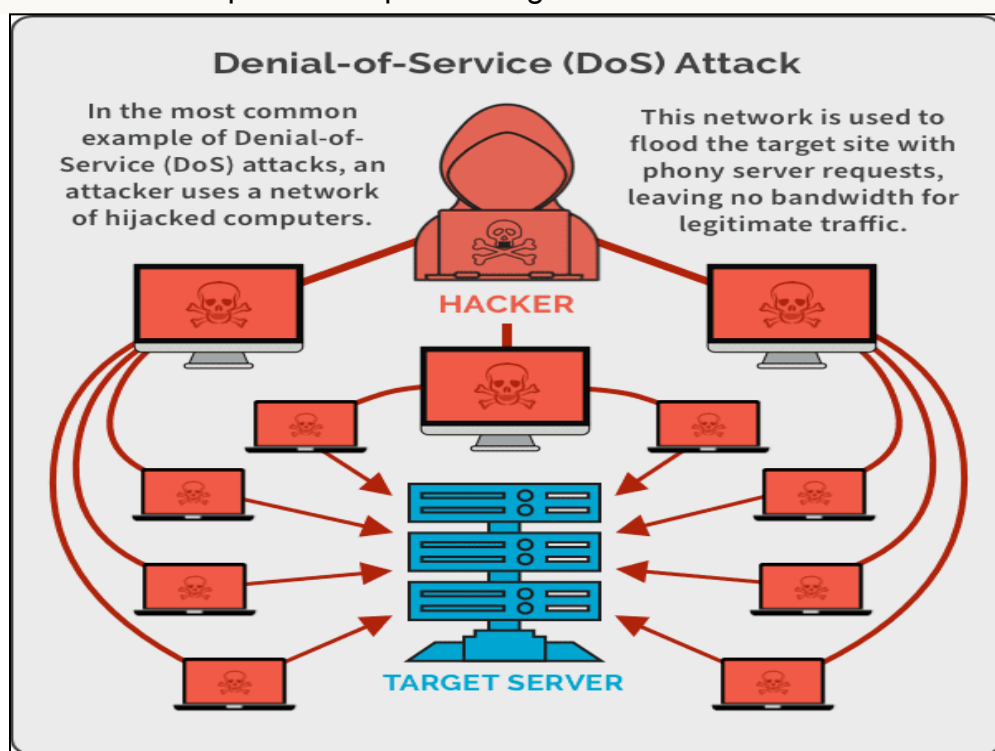 Denial-of-Service (DoS) Attack
In the most common
example of Denial-of-
Service (DoS) attacks, an
attacker uses a network
of hijacked computers.
This network is used to
flood the target site with
phony server requests,
leaving no bandwidth for
legitimate traffic.
HACKER
TARGET SERVER